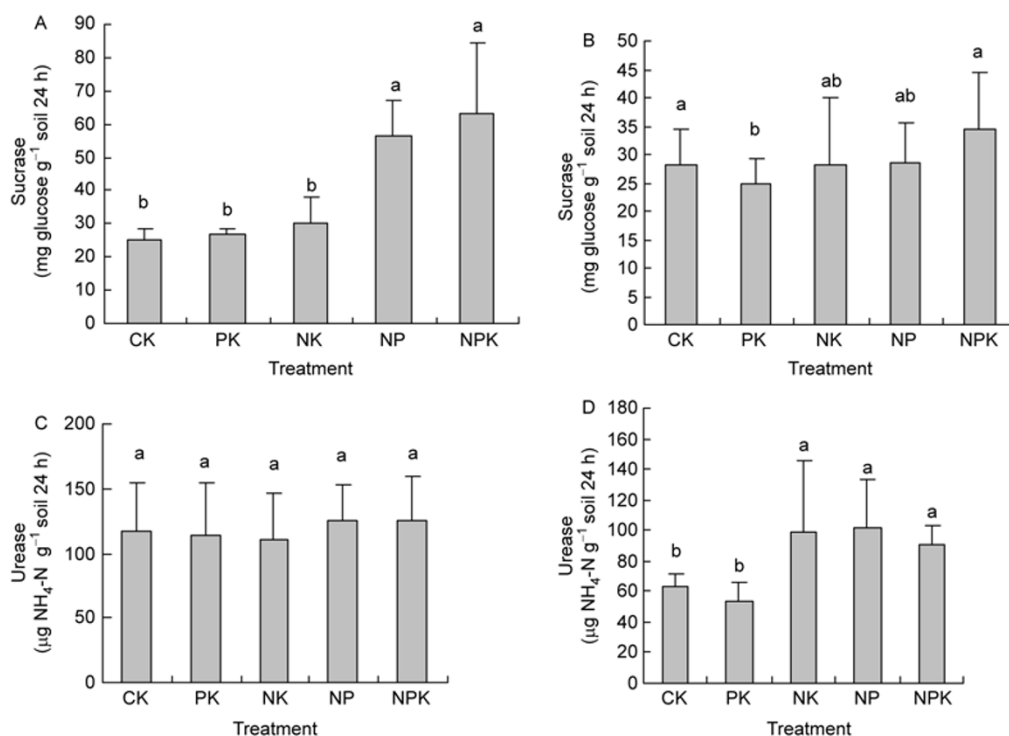 A
Sucrase
(mg glucose g⁻¹ soil 24 h)
90
80
70
60
50
40
30
20
10
0
b
b
b
a
a
CK PK NK NP NPK
Treatment
B
Sucrase
(mg glucose g⁻¹ soil 24 h)
50
45
40
35
30
25
20
15
10
5
0
a
b
ab
ab
a
CK PK NK NP NPK
Treatment
C
Urease
(μg NH₄-N g⁻¹ soil 24 h)
200
150
100
50
0
a
a
a
a
a
CK PK NK NP NPK
Treatment
D
Urease
(μg NH₄-N g⁻¹ soil 24 h)
180
160
140
120
100
80
60
40
20
0
b
b
a
a
a
CK PK NK NP NPK
Treatment